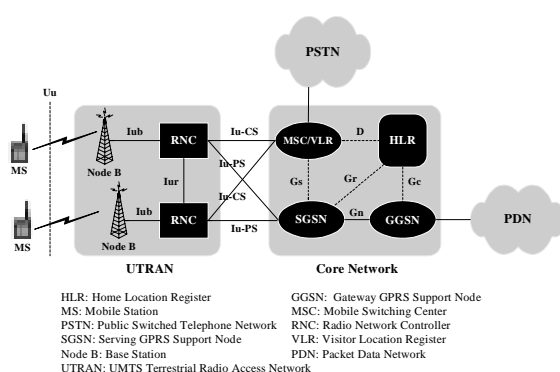 PSTN
Uu
Iub
RNC
Iu-CS
MSC/VLR
D
HLR
MS
Node B
Iu-PS
Iur
Gs
Gr
Gc
Iu-CS
Iub
RNC
SGSN
Gn
GGSN
PDN
MS
Node B
Iu-PS
UTRAN
Core Network
HLR: Home Location Register
MS: Mobile Station
PSTN: Public Switched Telephone Network
SGSN: Serving GPRS Support Node
Node B: Base Station
UTRAN: UMTS Terrestrial Radio Access Network
GGSN: Gateway GPRS Support Node
MSC: Mobile Switching Center
RNC: Radio Network Controller
VLR: Visitor Location Register
PDN: Packet Data Network